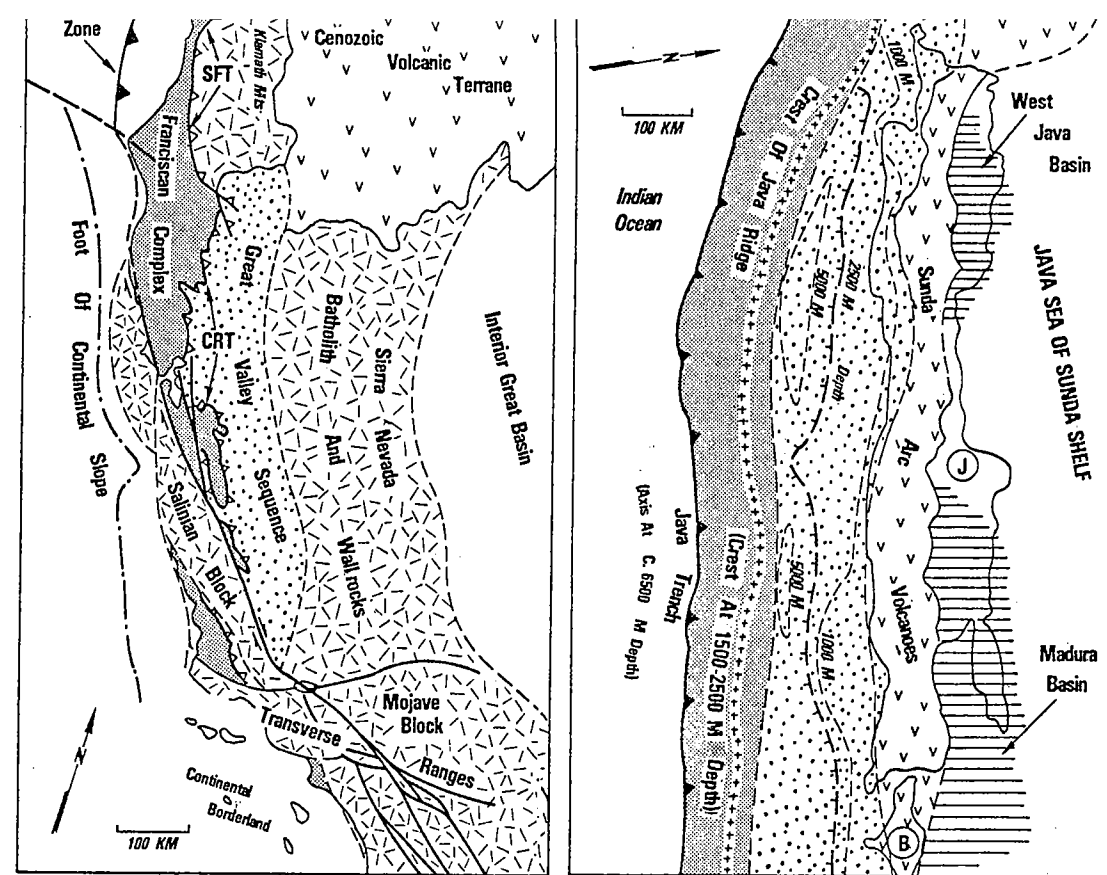 Zone
SFT
Klamath Mts
Cenozoic
Volcanic
Terrane
Franciscan
Complex
Great
Valley
Sequence
CRT
Foot Of Continental Slope
Batholith And Wall rocks
Sierra Nevada
Interior Great Basin
Salinian
Block
Mojave
Block
Transverse
Ranges
Continental
Borderland
N
100 KM
N
100 KM
Indian
Ocean
Crest Of Java Ridge
(Crest At 1500-2500 M Depth)
1000 M
5000 M
2500 M
Depth
5000 M
1000 M
Java Trench
(Axis At C. 6500 M Depth)
Sunda
Arc
Volcanoes
West
Java
Basin
JAVA SEA OF SUNDA SHELF
J
Madura
Basin
B